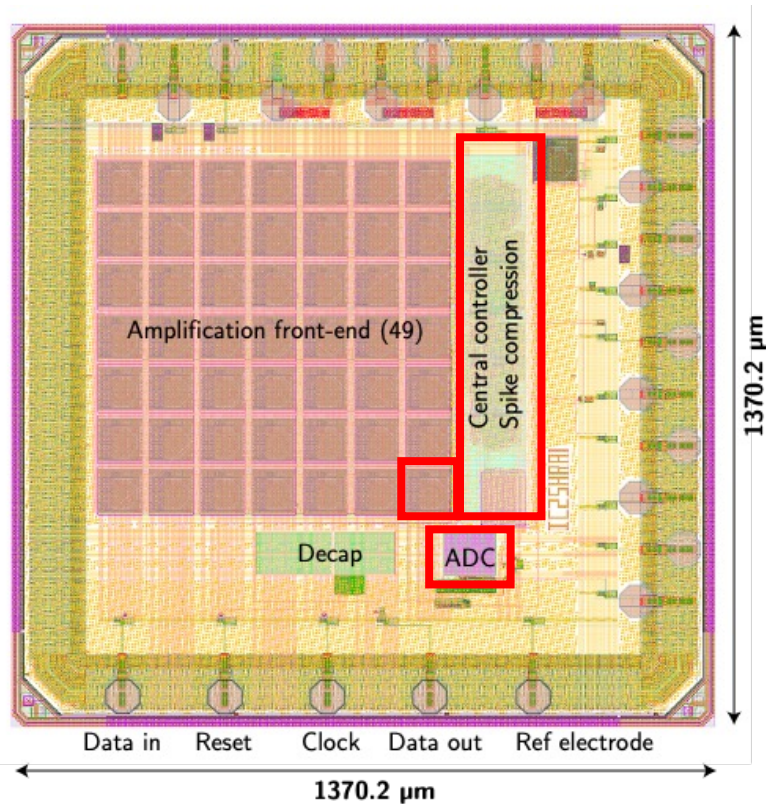 Amplification front-end (49)
Central controller
Spike compression
Decap
ADC
Data in
Reset
Clock
Data out
Ref electrode
1370.2 µm
1370.2 µm